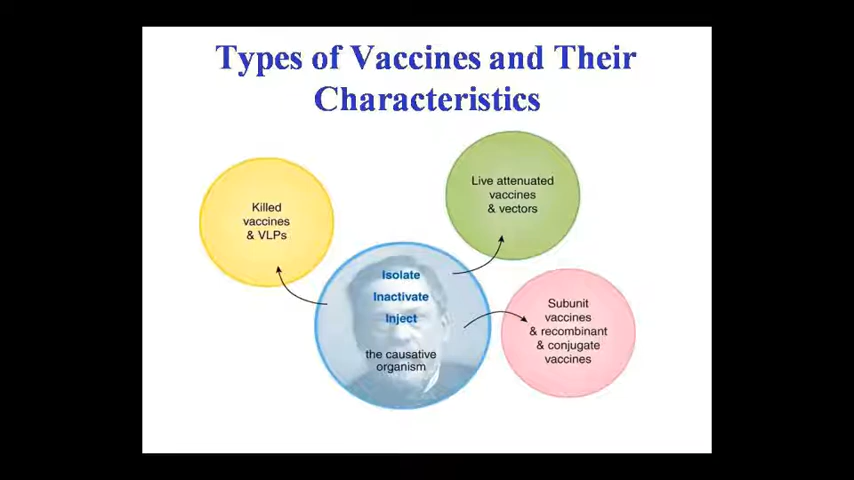 Types of Vaccines and Their
Characteristics
Killed
vaccines
& VLPs
Live attenuated
vaccines
& vectors
Isolate
Inactivate
Inject
the causative
organism
Subunit
vaccines
& recombinant
& conjugate
vaccines